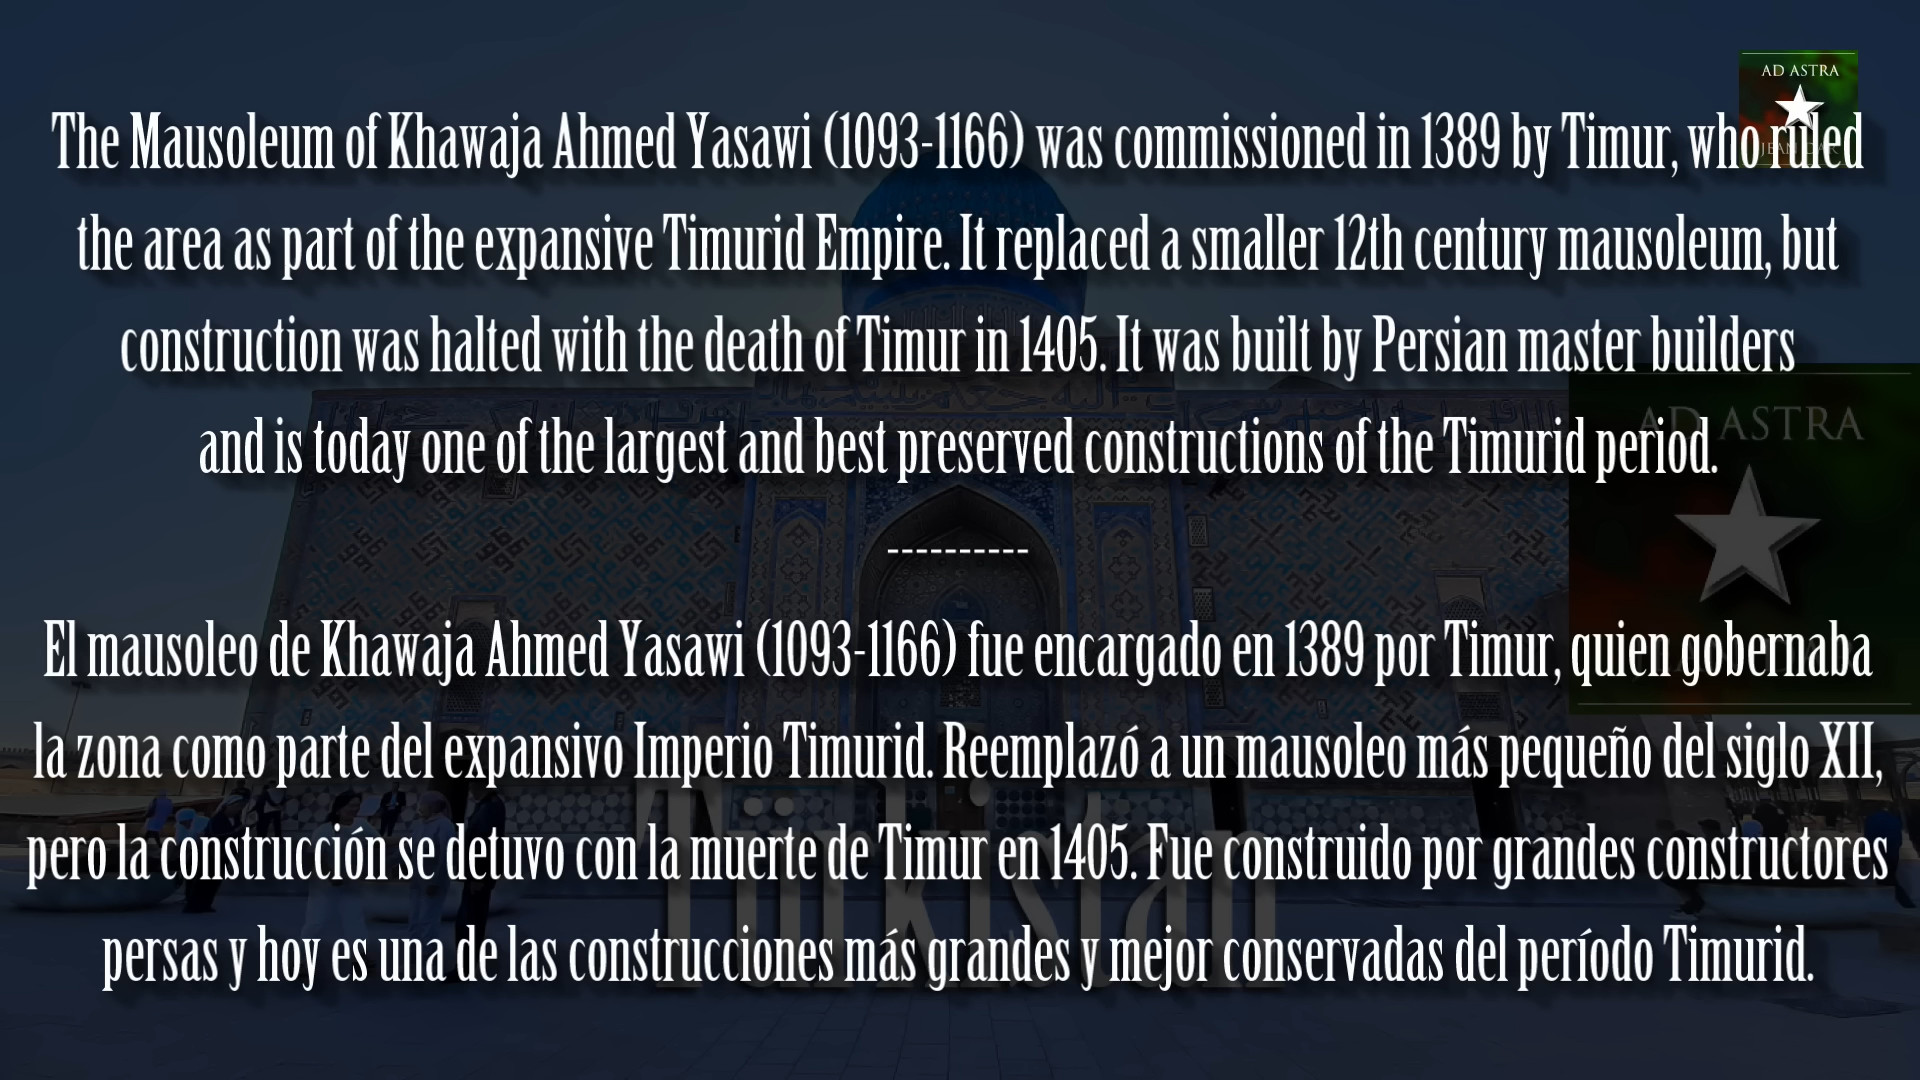 AD ASTRA
The Mausoleum of Khawaja Ahmed Yasawi (1093-1166) was commissioned in 1389 by Timur, who ruled
the area as part of the expansive Timurid Empire. It replaced a smaller 12th century mausoleum, but
construction was halted with the death of Timur in 1405. It was built by Persian master builders
AD ASTRA
and is today one of the largest and best preserved constructions of the Timurid period.
----------
El mausoleo de Khawaja Ahmed Yasawi (1093-1166) fue encargado en 1389 por Timur, quien gobernaba
la zona como parte del expansivo Imperio Timurid. Reemplazó a un mausoleo más pequeño del siglo XII,
pero la construcción se detuvo con la muerte de Timur en 1405. Fue construido por grandes constructores
Türkistan
persas y hoy es una de las construcciones más grandes y mejor conservadas del período Timurid.